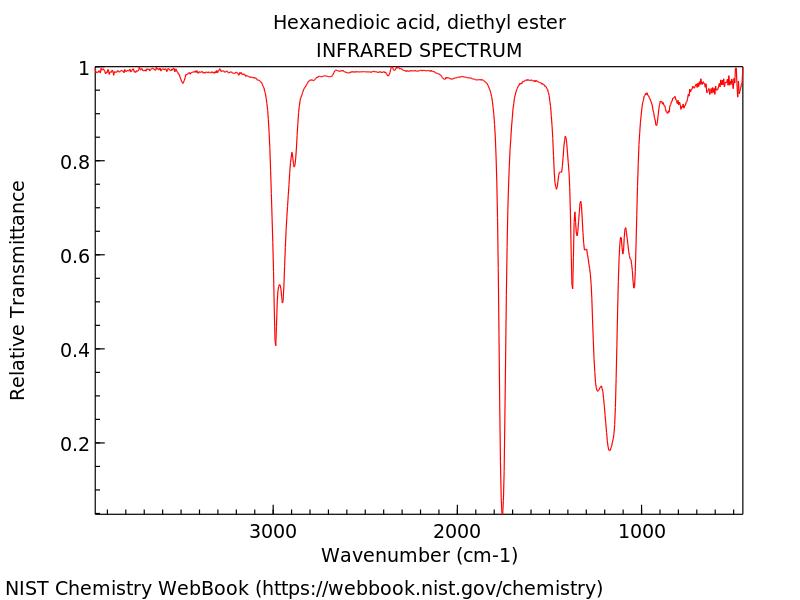 Hexanedioic acid, diethyl ester
INFRARED SPECTRUM
1
0.8
0.6
0.4
0.2
Relative Transmittance
3000 2000 1000
Wavenumber (cm-1)
NIST Chemistry WebBook (https://webbook.nist.gov/chemistry)